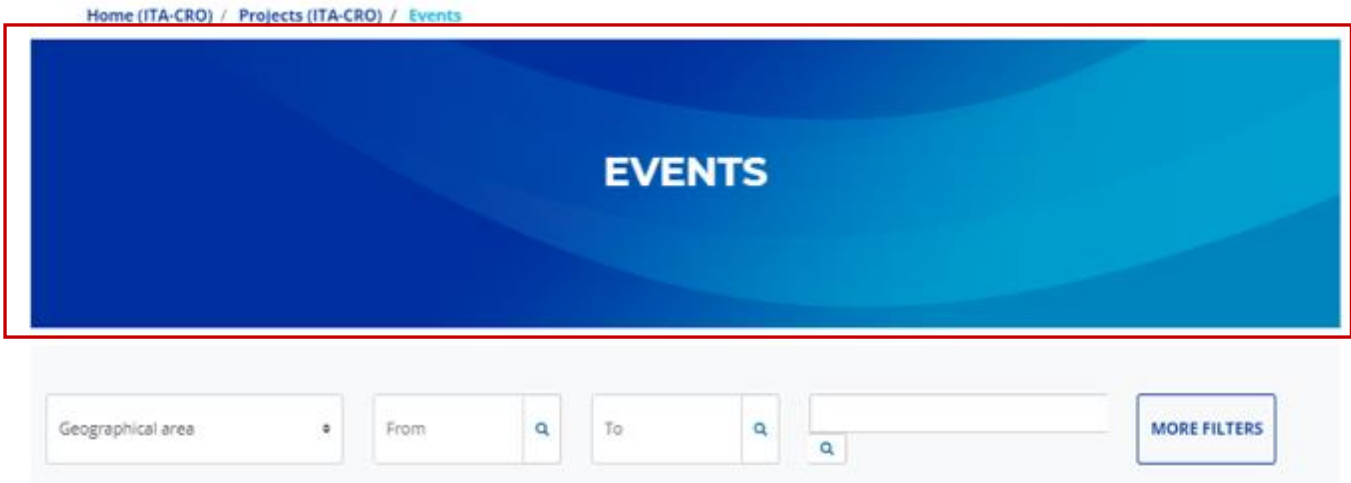 Home (ITA-CRO) / Projects (ITA-CRO) / Events
EVENTS
Geographical area From To MORE FILTERS